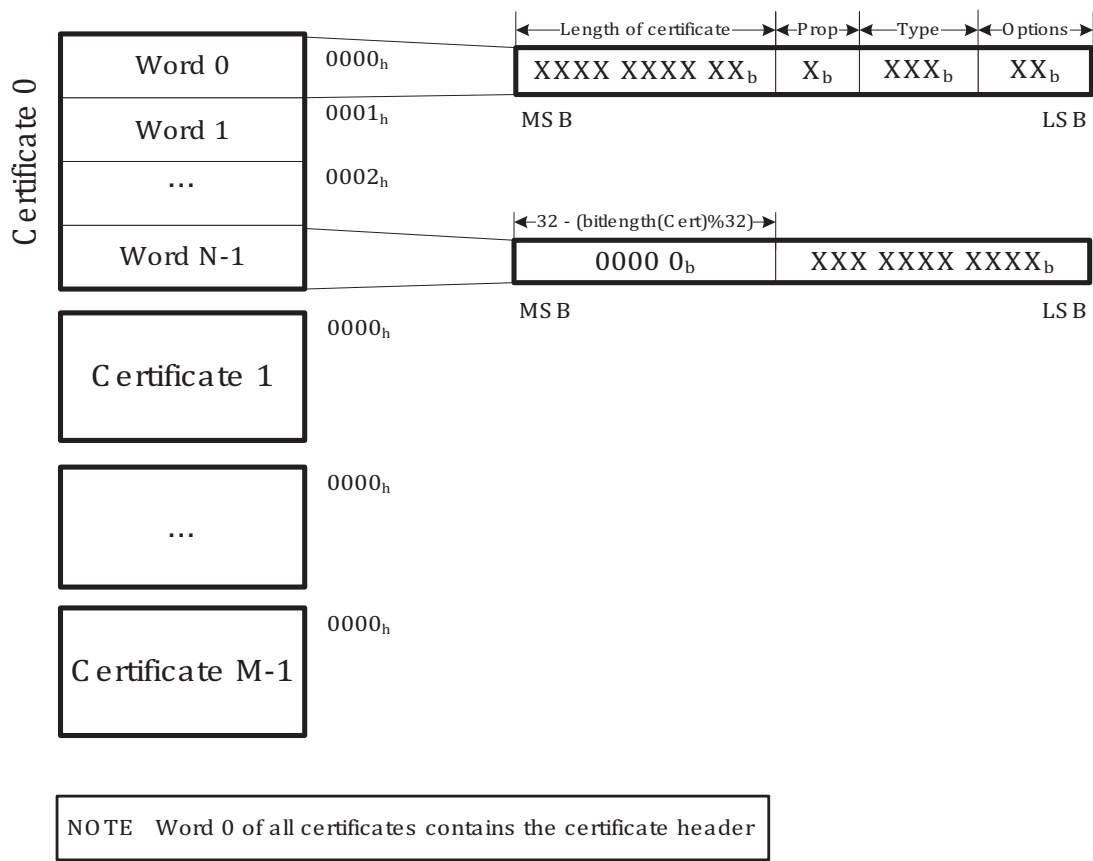 Length of certificate Prop Type Options
Certificate 0
Word 0 0000h XXXX XXXX XXb Xb XXXb XXb
Word 1 0001h MSB LSB
... 0002h
32 - (bitlength(Cert)%32)
Word N-1 0000 0b XXX XXXX XXXXb
MSB LSB
0000h
Certificate 1
0000h
...
0000h
Certificate M-1
NOTE Word 0 of all certificates contains the certificate header